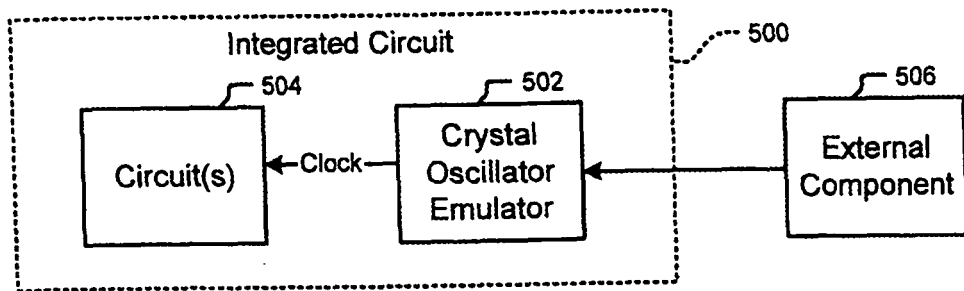 Integrated Circuit
500
504
502
506
Circuit(s)
Clock
Crystal
Oscillator
Emulator
External
Component